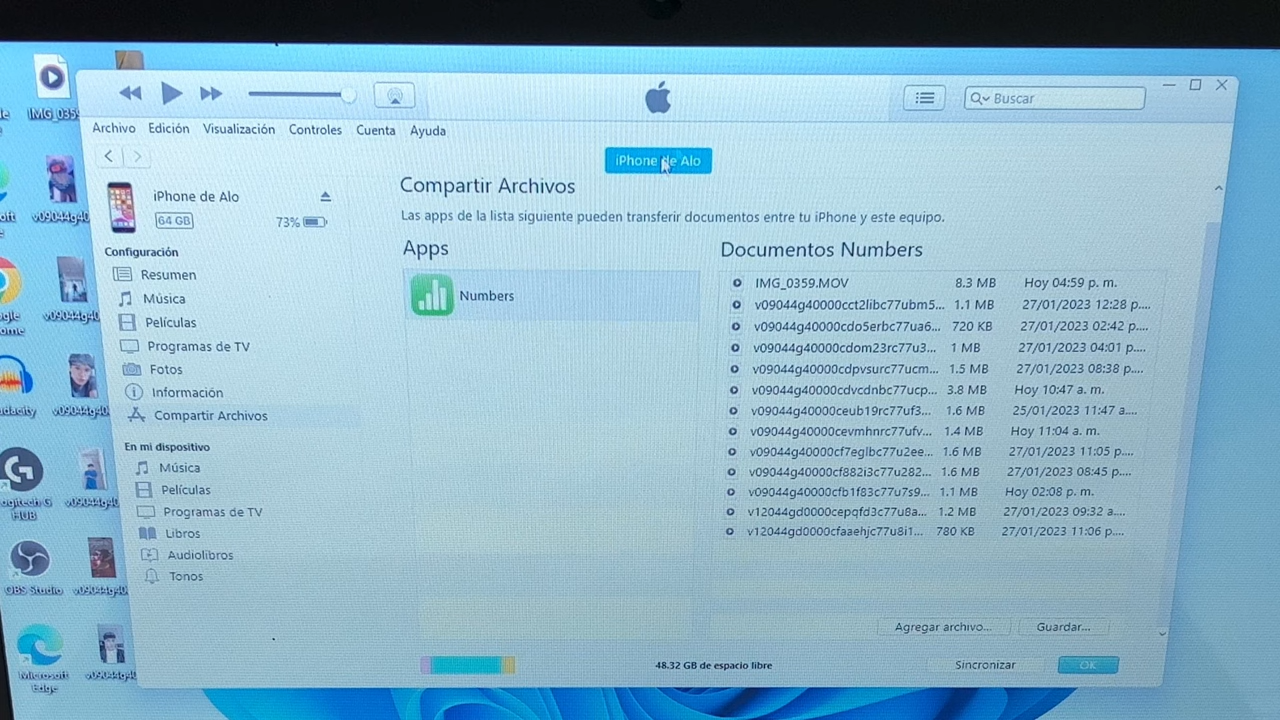 IMG_0359
Buscar
Archivo Edición Visualización Controles Cuenta Ayuda
iPhone de Alo
iPhone de Alo
64 GB
73%
Configuración
Resumen
Música
Películas
Programas de TV
Fotos
Información
Compartir Archivos
En mi dispositivo
Música
Películas
Programas de TV
Libros
Audiolibros
Tonos
Compartir Archivos
Las apps de la lista siguiente pueden transferir documentos entre tu iPhone y este equipo.
Apps
Numbers
Documentos Numbers
IMG_0359.MOV 8.3 MB Hoy 04:59 p. m.
v09044g40000cct2libc77ubm5... 1.1 MB 27/01/2023 12:28 p....
v09044g40000cdo5erbc77ua6... 720 KB 27/01/2023 02:42 p....
v09044g40000cdom23rc77u3... 1 MB 27/01/2023 04:01 p....
v09044g40000cdpvsurc77ucm... 1.5 MB 27/01/2023 08:38 p....
v09044g40000cdvcdnbc77ucp... 3.8 MB Hoy 10:47 a. m.
v09044g40000ceub19rc77uf3... 1.6 MB 25/01/2023 11:47 a....
v09044g40000cevmhnrc77ufv... 1.4 MB Hoy 11:04 a. m.
v09044g40000cf7eglbc77u2ee... 1.6 MB 27/01/2023 11:05 p....
v09044g40000cf882i3c77u282... 1.6 MB 27/01/2023 08:45 p....
v09044g40000cfb1f83c77u7s9... 1.1 MB Hoy 02:08 p. m.
v12044gd0000cepqfd3c77u8a... 1.2 MB 27/01/2023 09:32 a....
v12044gd0000cfaaehjc77u8i1... 780 KB 27/01/2023 11:06 p....
Agregar archivo... Guardar...
48.32 GB de espacio libre
Sincronizar
OK
v09044g40
v09044g40
v09044g40
v09044g40
OBS Studio
v09044g40
Microsoft
Edge
v09044g40
HUB